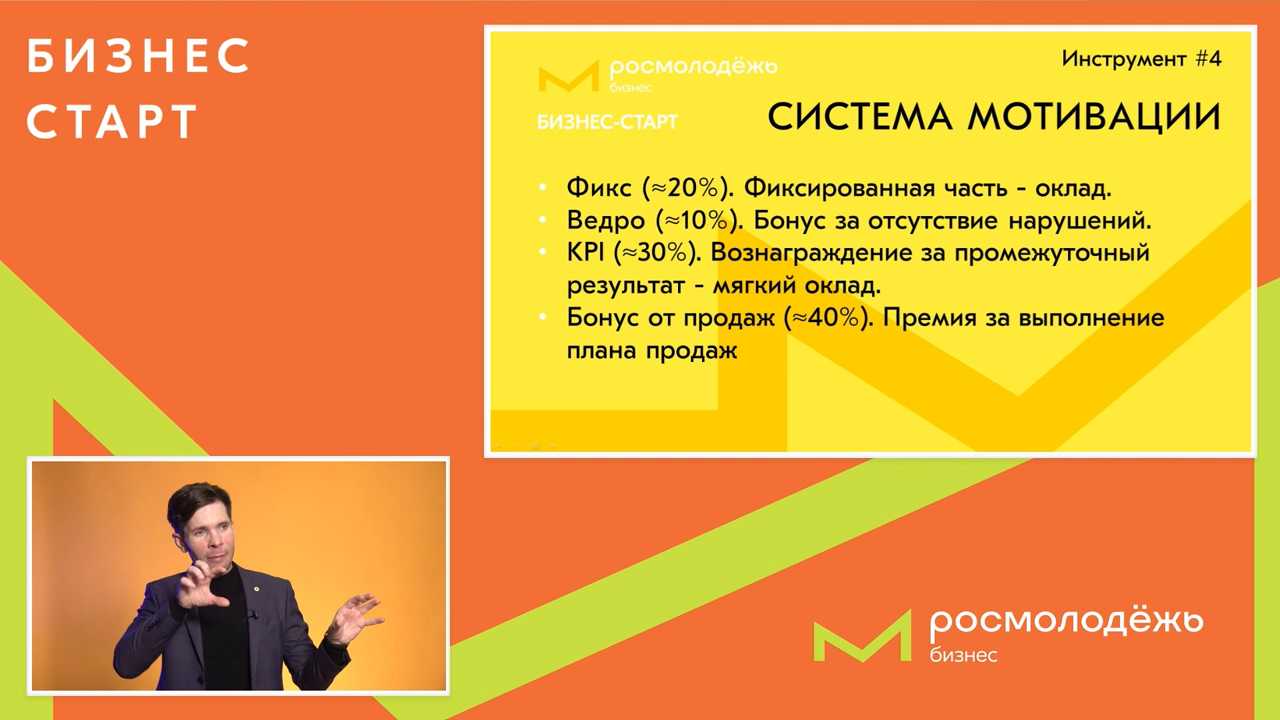 БИЗНЕС
СТАРТ
росмолодёжь
бизнес
БИЗНЕС-СТАРТ
Инструмент #4
СИСТЕМА МОТИВАЦИИ
• Фикс (≈20%). Фиксированная часть - оклад.
• Ведро (≈10%). Бонус за отсутствие нарушений.
• KPI (≈30%). Вознаграждение за промежуточный
результат - мягкий оклад.
• Бонус от продаж (≈40%). Премия за выполнение
плана продаж
росмолодёжь
бизнес